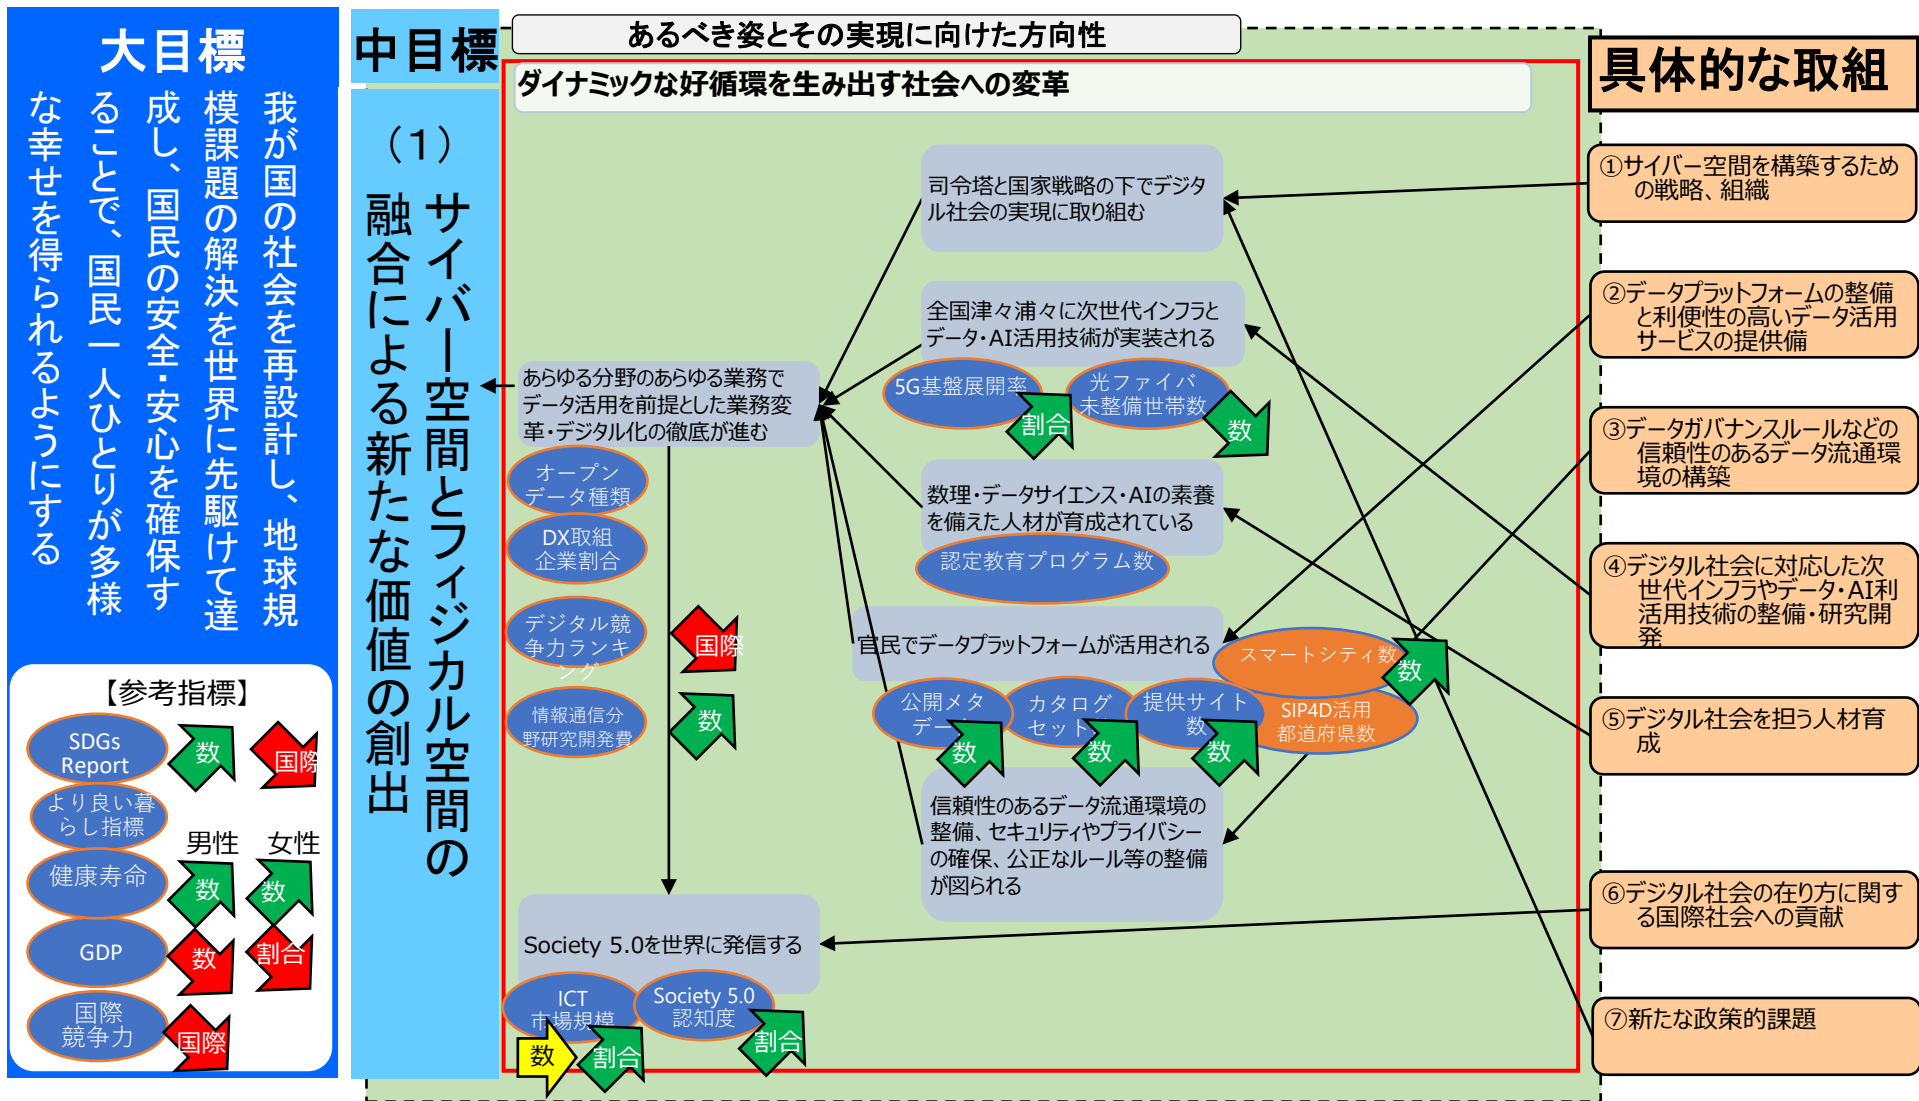 大目標
我が国の社会を再設計し、地球規
模課題の解決を世界に先駆けて達
成し、国民の安全・安心を確保す
ることで、国民一人ひとりが多様
な幸せを得られるようにする
【参考指標】
SDGs
Report
数
国際
より良い暮
らし指標
男性
女性
健康寿命
数
数
GDP
数
割合
国際
競争力
国際
中目標
（１）
サイバー空間とフィジカル空間の
融合による新たな価値の創出
あるべき姿とその実現に向けた方向性
ダイナミックな好循環を生み出す社会への変革
司令塔と国家戦略の下でデジタ
ル社会の実現に取り組む
全国津々浦々に次世代インフラと
データ・AI活用技術が実装される
5G基盤展開率
割合
光ファイバ
未整備世帯数
数
あらゆる分野のあらゆる業務で
データ活用を前提とした業務変
革・デジタル化の徹底が進む
オープン
データ種類
DX取組
企業割合
デジタル競
争力ランキ
ング
国際
情報通信分
野研究開発費
数
数理・データサイエンス・AIの素養
を備えた人材が育成されている
認定教育プログラム数
官民でデータプラットフォームが活用される
スマートシティ数
数
公開メタ
デー
数
カタログ
セット
数
提供サイト
数
数
SIP4D活用
都道府県数
信頼性のあるデータ流通環境の
整備、セキュリティやプライバシー
の確保、公正なルール等の整備
が図られる
Society 5.0を世界に発信する
ICT
市場規模
数
割合
Society 5.0
認知度
割合
具体的な取組
①サイバー空間を構築するため
の戦略、組織
②データプラットフォームの整備
と利便性の高いデータ活用
サービスの提供備
③データガバナンスルールなどの
信頼性のあるデータ流通環
境の構築
④デジタル社会に対応した次
世代インフラやデータ・AI利
活用技術の整備・研究開
発
⑤デジタル社会を担う人材育
成
⑥デジタル社会の在り方に関す
る国際社会への貢献
⑦新たな政策的課題